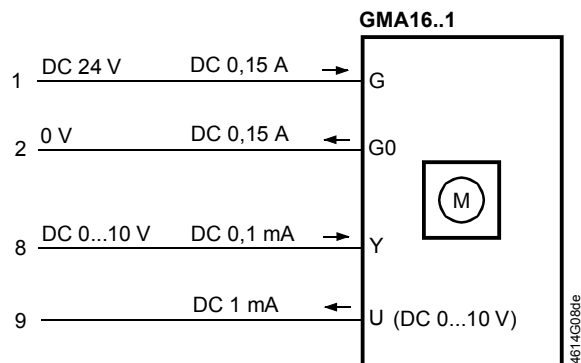 GMA16..1
1 DC 24 V DC 0,15 A G
2 0 V DC 0,15 A G0
M
8 DC 0...10 V DC 0,1 mA Y
9 DC 1 mA U (DC 0...10 V)
4614G08de